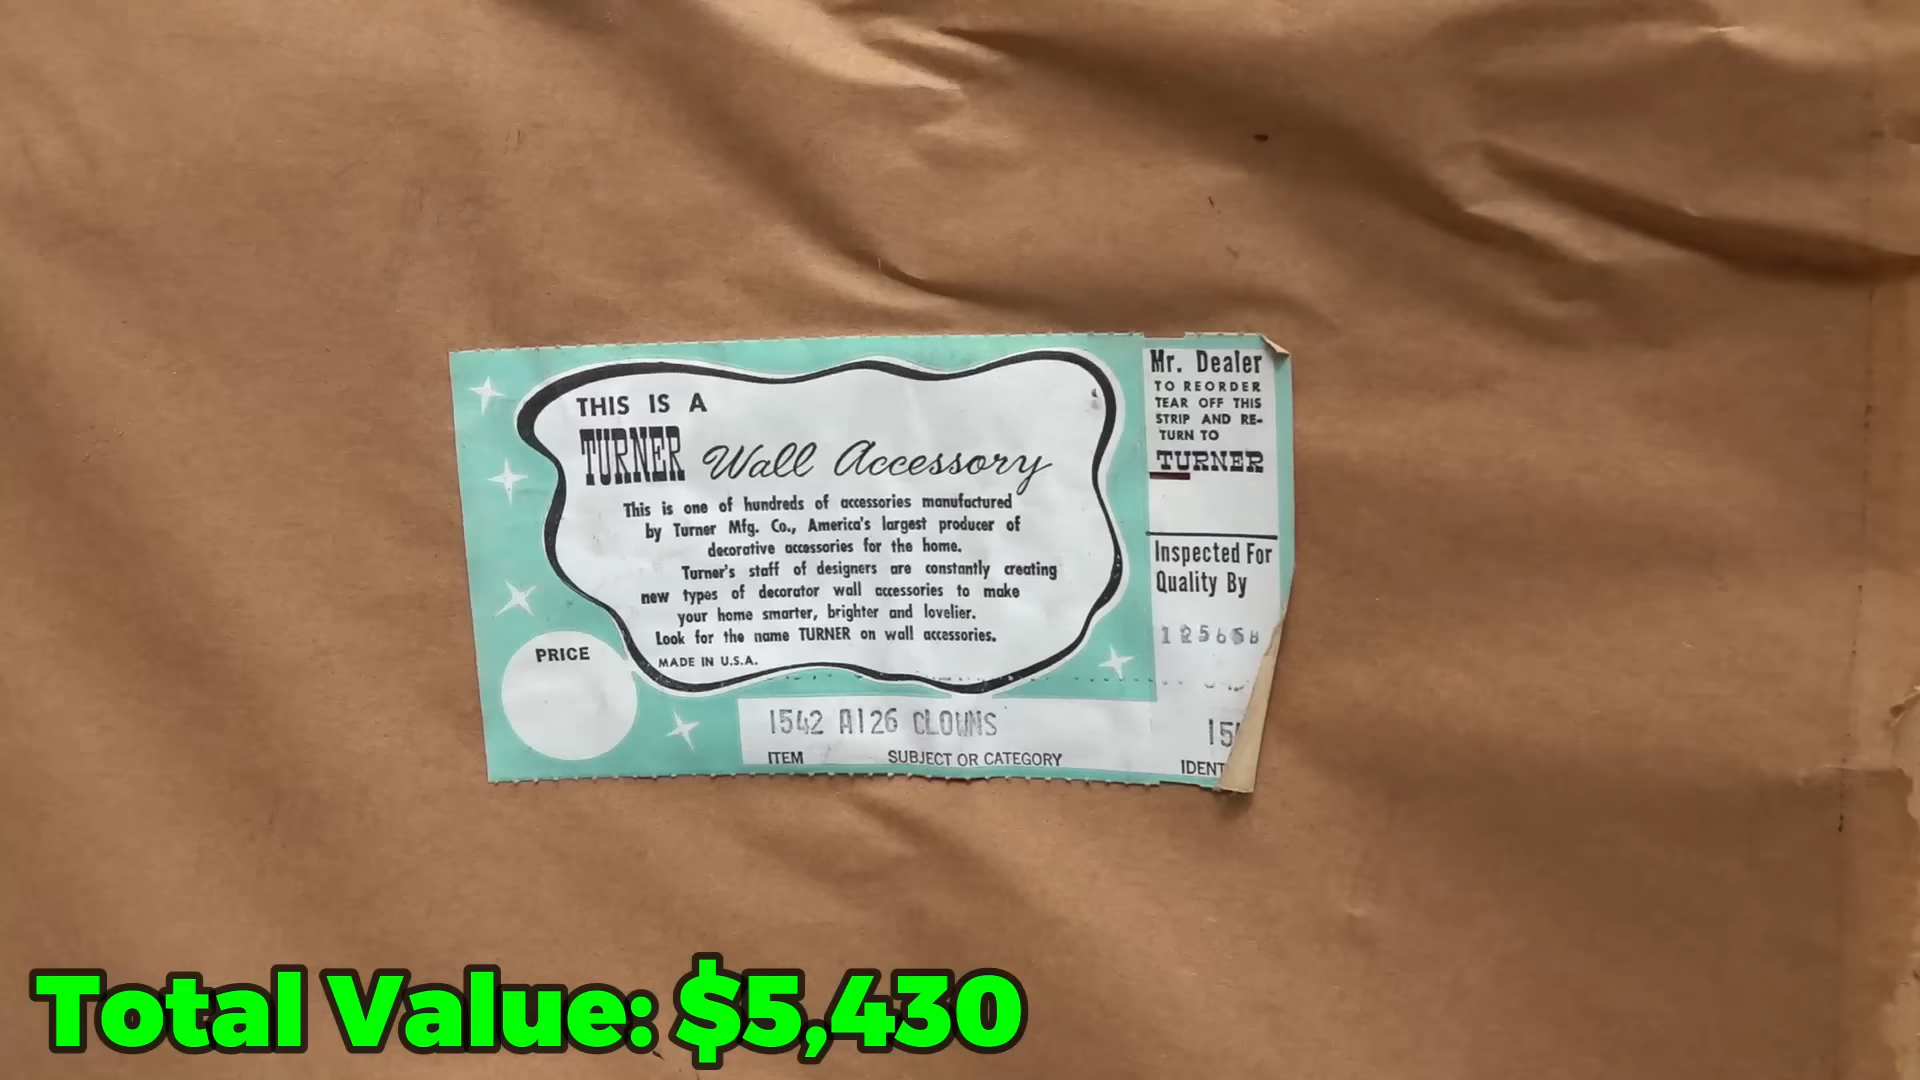 THIS IS A
TURNER Wall Accessory
This is one of hundreds of accessories manufactured
by Turner Mfg. Co., America's largest producer of
decorative accessories for the home.
Turner's staff of designers are constantly creating
new types of decorator wall accessories to make
your home smarter, brighter and lovelier.
Look for the name TURNER on wall accessories.
MADE IN U.S.A.
PRICE
1542 A126 CLOWNS
ITEM SUBJECT OR CATEGORY
Mr. Dealer
TO REORDER
TEAR OFF THIS
STRIP AND RE-
TURN TO
TURNER
Inspected For
Quality By
15
IDENT
Total Value: $5,430